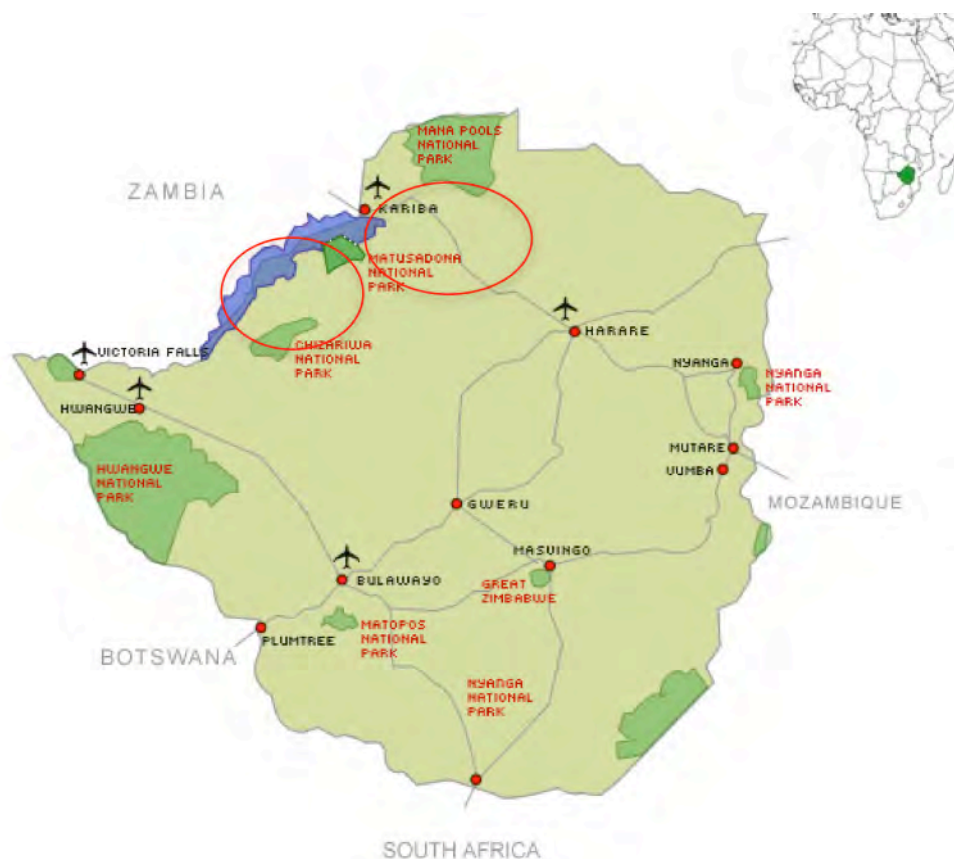 MANA POOLS
NATIONAL
PARK
ZAMBIA
KARIBA
MATUSADONA
NATIONAL
PARK
CHIZARIWA
NATIONAL
PARK
VICTORIA FALLS
HARARE
NYANGA
NYANGA
NATIONAL
PARK
HWANGWE
HWANGWE
NATIONAL
PARK
MUTARE
VUMBA
MOZAMBIQUE
GWERU
MASVINGO
BULAWAYO
GREAT
ZIMBABWE
PLUMTREE
MATOPOS
NATIONAL
PARK
BOTSWANA
NYANGA
NATIONAL
PARK
SOUTH AFRICA